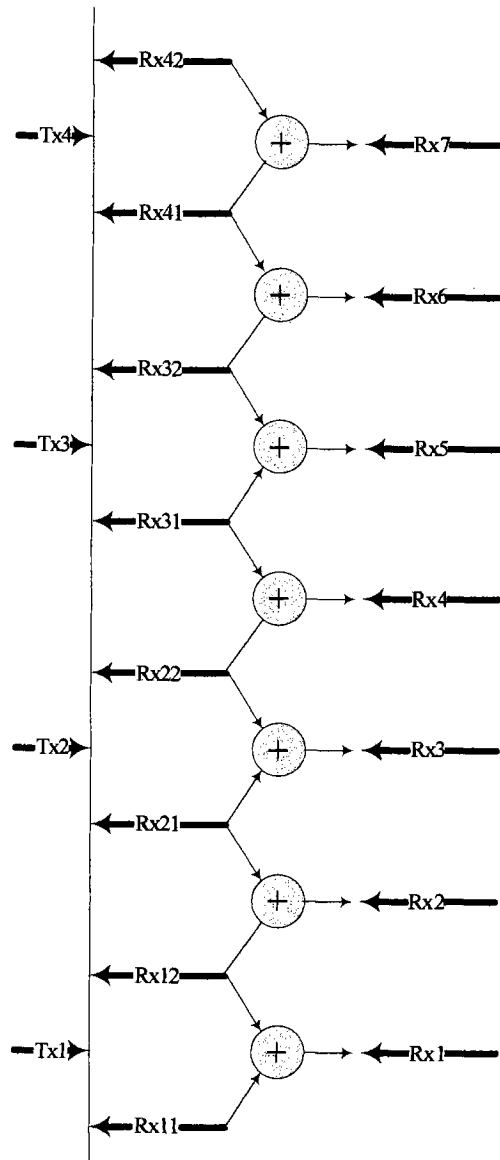 Rx42
Tx4
+
Rx7
Rx41
+
Rx6
Rx32
Tx3
+
Rx5
Rx31
+
Rx4
Rx22
Tx2
+
Rx3
Rx21
+
Rx2
Rx12
Tx1
+
Rx1
Rx11